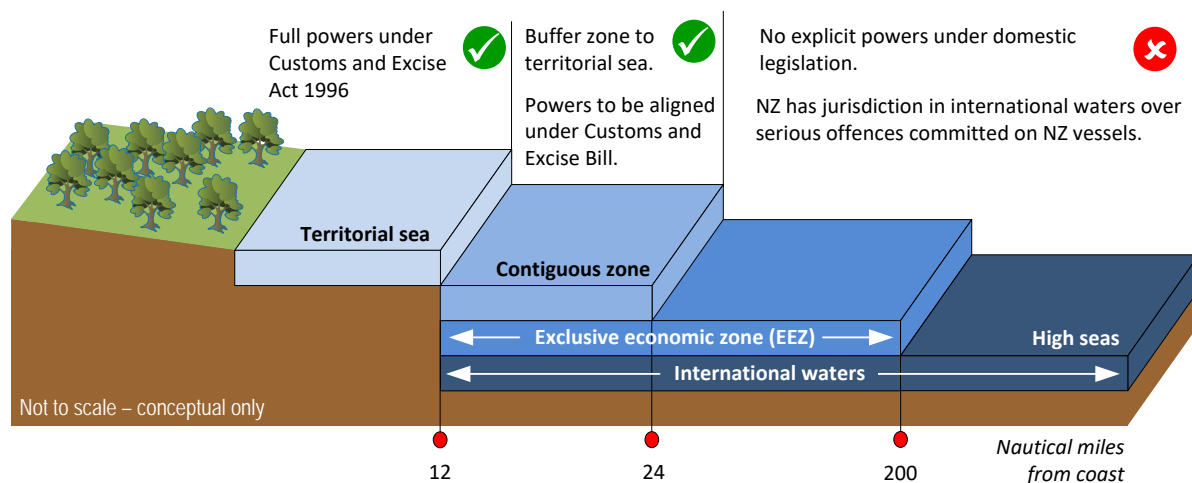 Full powers under
Customs and Excise
Act 1996
Buffer zone to
territorial sea.
Powers to be aligned
under Customs and
Excise Bill.
No explicit powers under domestic
legislation.
NZ has jurisdiction in international waters over
serious offences committed on NZ vessels.
Territorial sea
Contiguous zone
Exclusive economic zone (EEZ)
High seas
International waters
Not to scale – conceptual only
12
24
200
Nautical miles
from coast